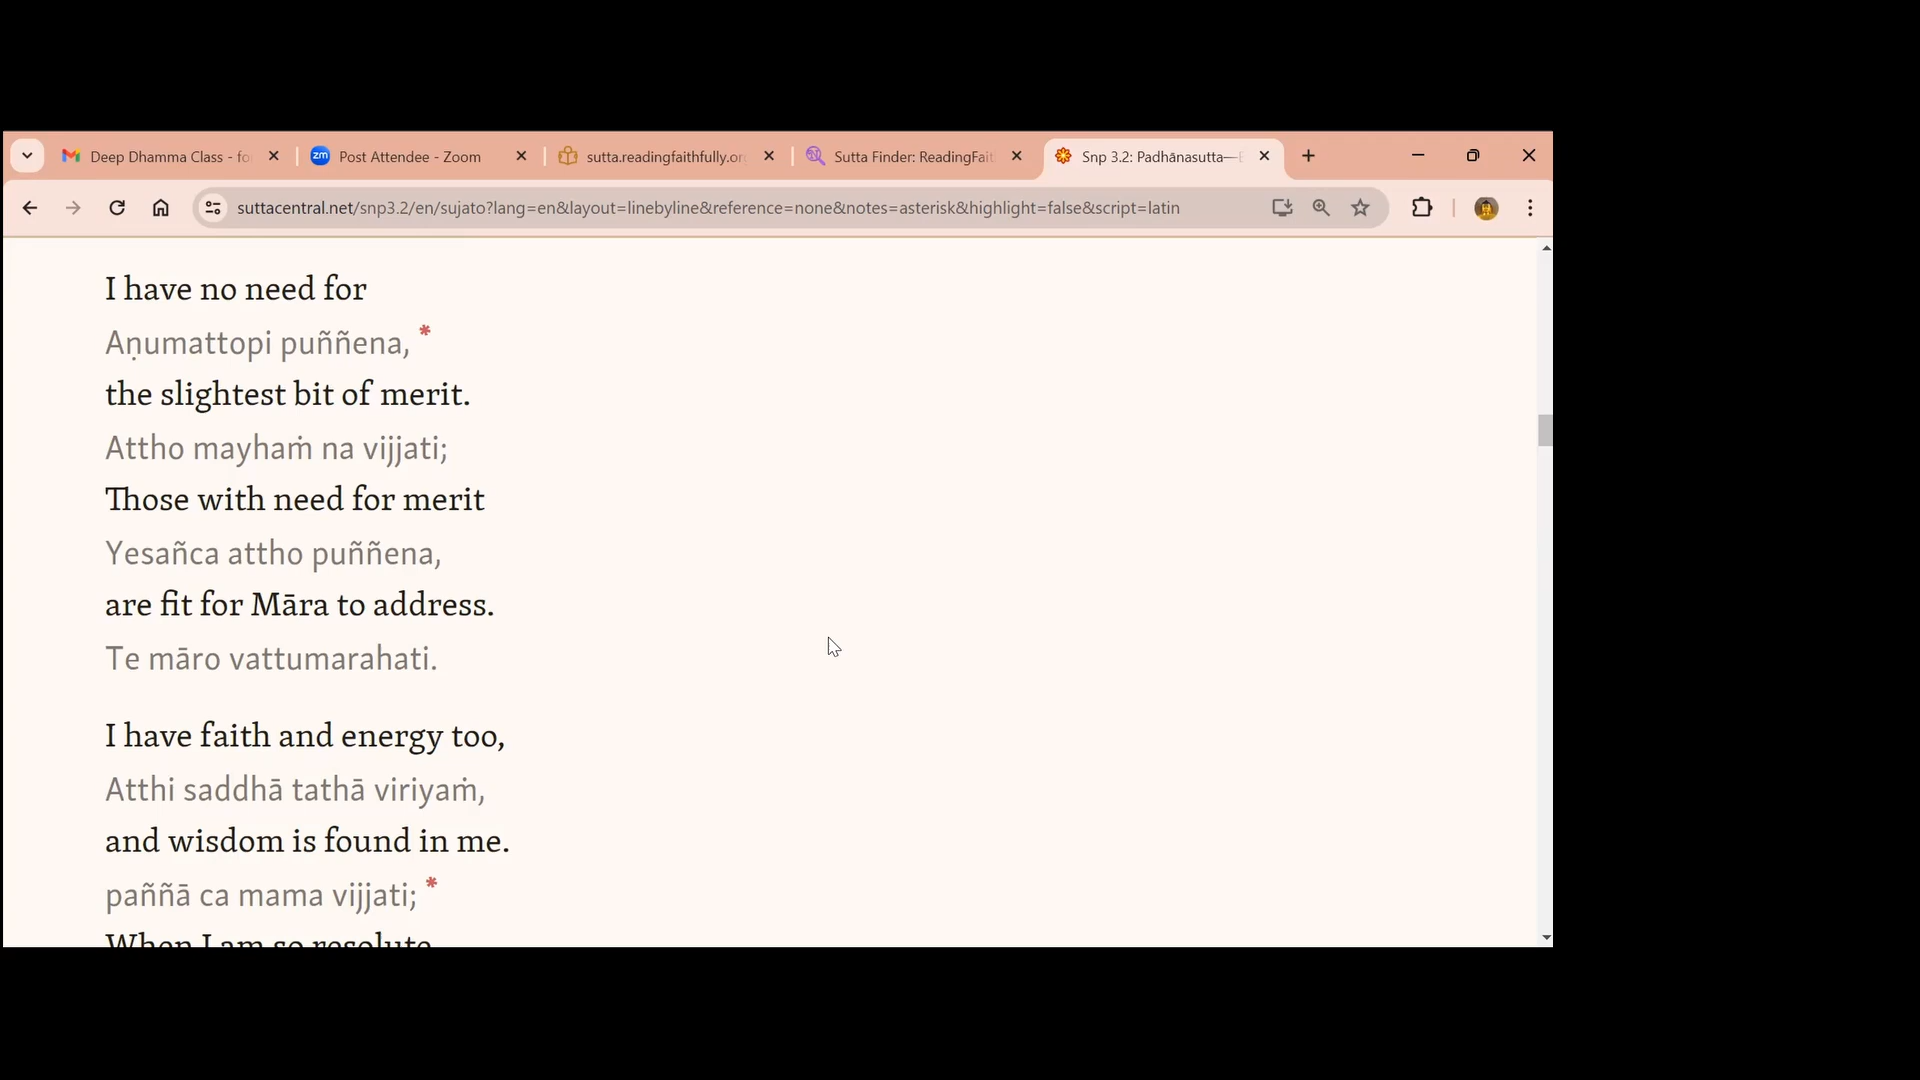 Deep Dhamma Class - fo
Post Attendee - Zoom
sutta.readingfaithfully.or
Sutta Finder: ReadingFait
Snp 3.2: Padhānasutta—
suttacentral.net/snp3.2/en/sujato?lang=en&layout=linebyline&reference=none&notes=asterisk&highlight=false&script=latin
I have no need for
Aṇumattopi puññena, *
the slightest bit of merit.
Attho mayhaṁ na vijjati;
Those with need for merit
Yesañca attho puññena,
are fit for Māra to address.
Te māro vattumarahati.
I have faith and energy too,
Atthi saddhā tathā viriyaṁ,
and wisdom is found in me.
paññā ca mama vijjati; *
When I am so resolute,